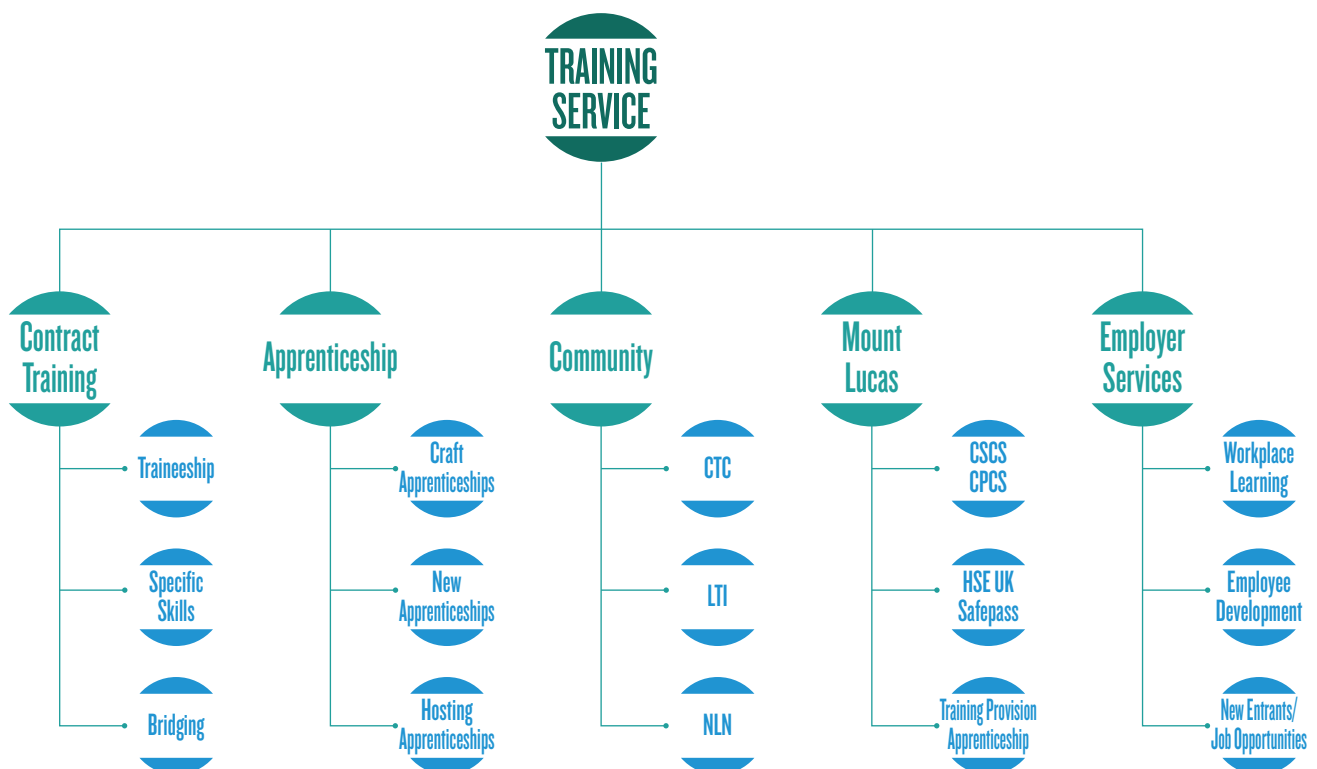 TRAINING
SERVICE
Contract
Training
Apprenticeship
Community
Mount
Lucas
Employer
Services
Traineeship
Specific
Skills
Bridging
Craft
Apprenticeships
New
Apprenticeships
Hosting
Apprenticeships
CTC
LTI
NLN
CSCS
CPCS
HSE UK
Safepass
Training Provision
Apprenticeship
Workplace
Learning
Employee
Development
New Entrants/
Job Opportunities